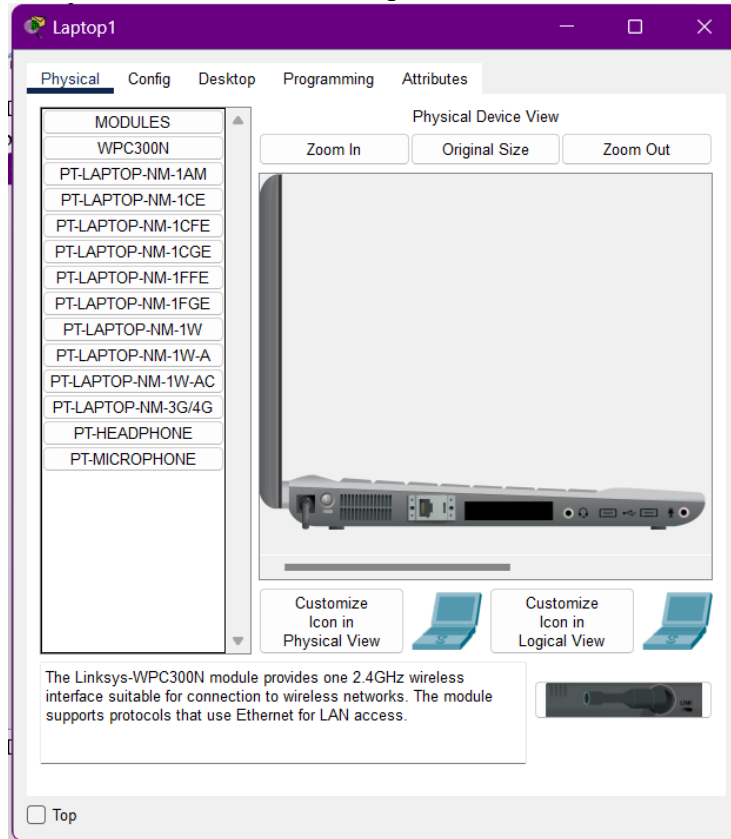 Laptop1
Physical Config Desktop Programming Attributes
MODULES
WPC300N
PT-LAPTOP-NM-1AM
PT-LAPTOP-NM-1CE
PT-LAPTOP-NM-1CFE
PT-LAPTOP-NM-1CGE
PT-LAPTOP-NM-1FFE
PT-LAPTOP-NM-1FGE
PT-LAPTOP-NM-1W
PT-LAPTOP-NM-1W-A
PT-LAPTOP-NM-1W-AC
PT-LAPTOP-NM-3G/4G
PT-HEADPHONE
PT-MICROPHONE
Physical Device View
Zoom In Original Size Zoom Out
Customize
Icon in
Physical View
Customize
Icon in
Logical View
The Linksys-WPC300N module provides one 2.4GHz wireless
interface suitable for connection to wireless networks. The module
supports protocols that use Ethernet for LAN access.
LINK
Top